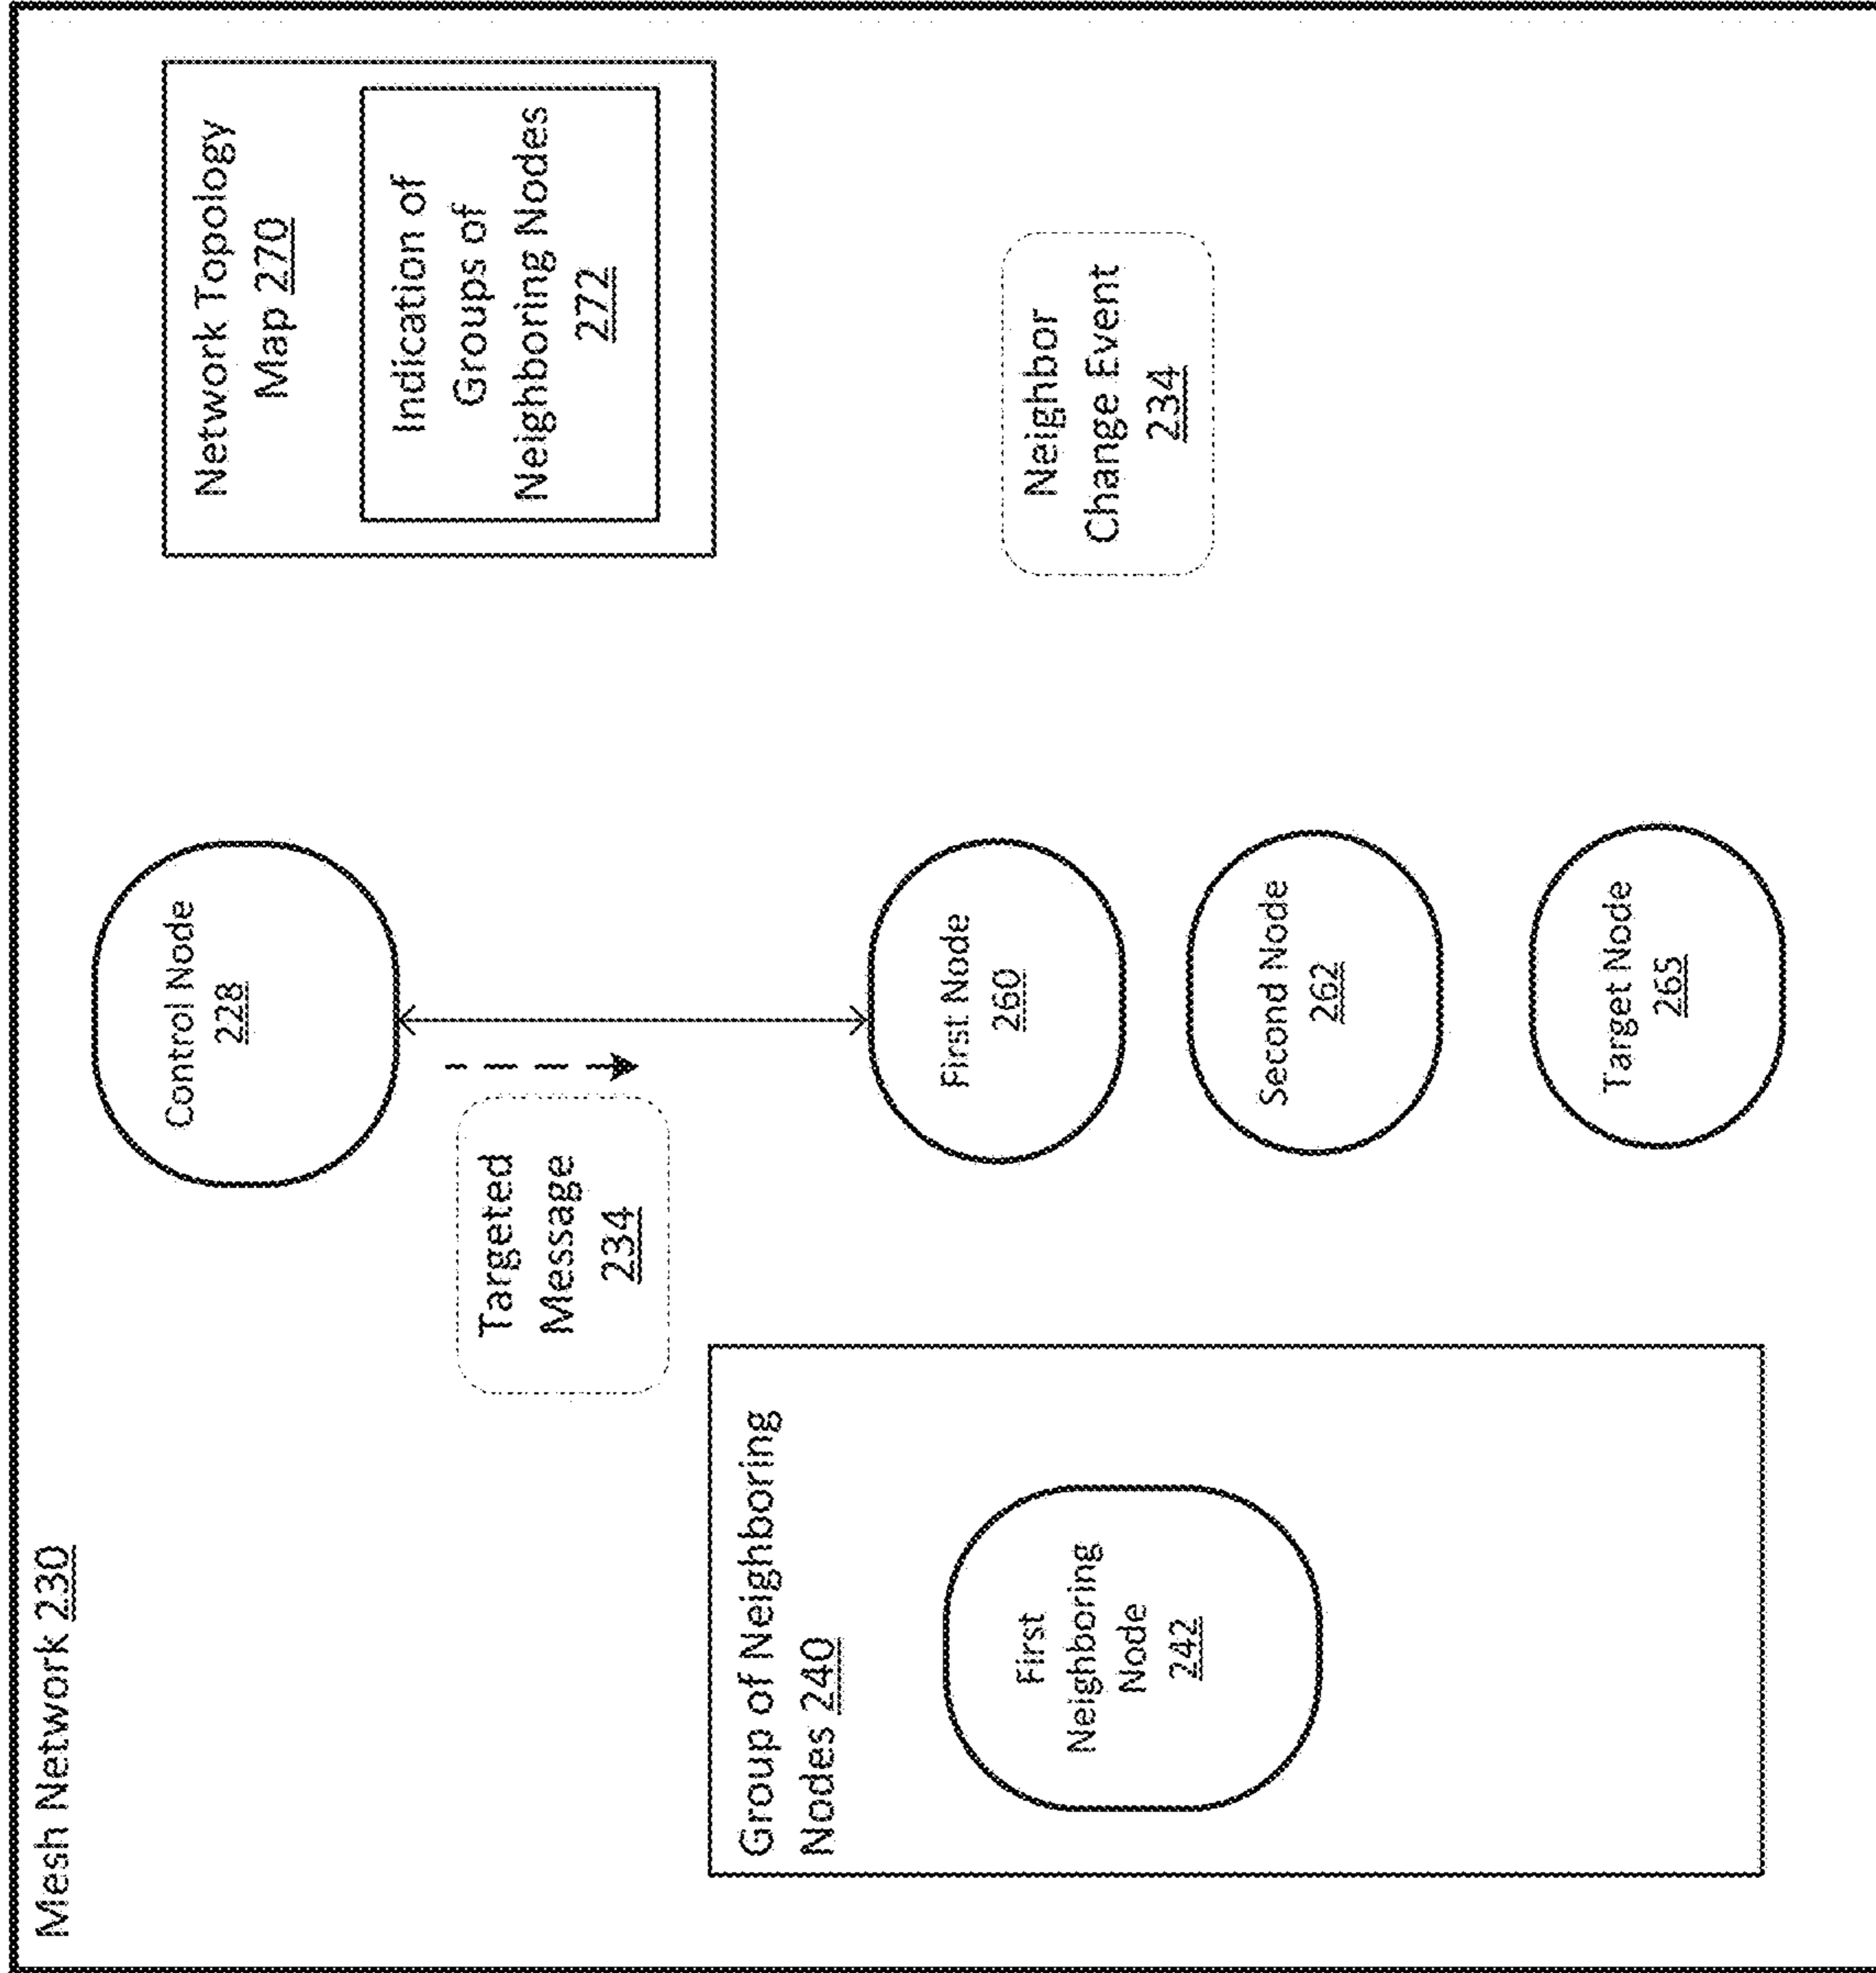 Mesh Network 230
Control Node
228
Network Topology
Map 270
Indication of
Groups of
Neighboring Nodes
272
Targeted
Message
234
Group of Neighboring
Nodes 240
First
Neighboring
Node
242
First Node
260
Second Node
262
Target Node
265
Neighbor
Change Event
234